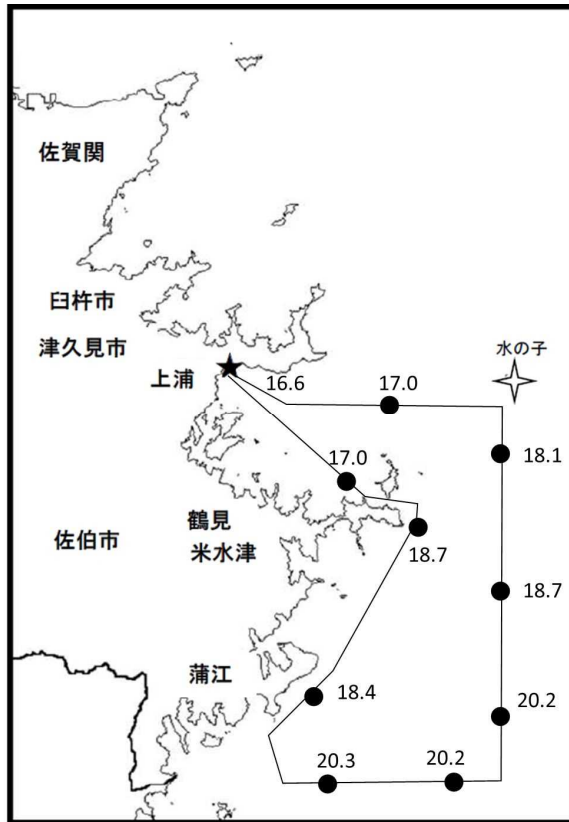 佐賀関
臼杵市
津久見市
上浦
16.6
17.0
水の子
18.1
17.0
鶴見
米水津
佐伯市
18.7
18.7
蒲江
18.4
20.2
20.3
20.2